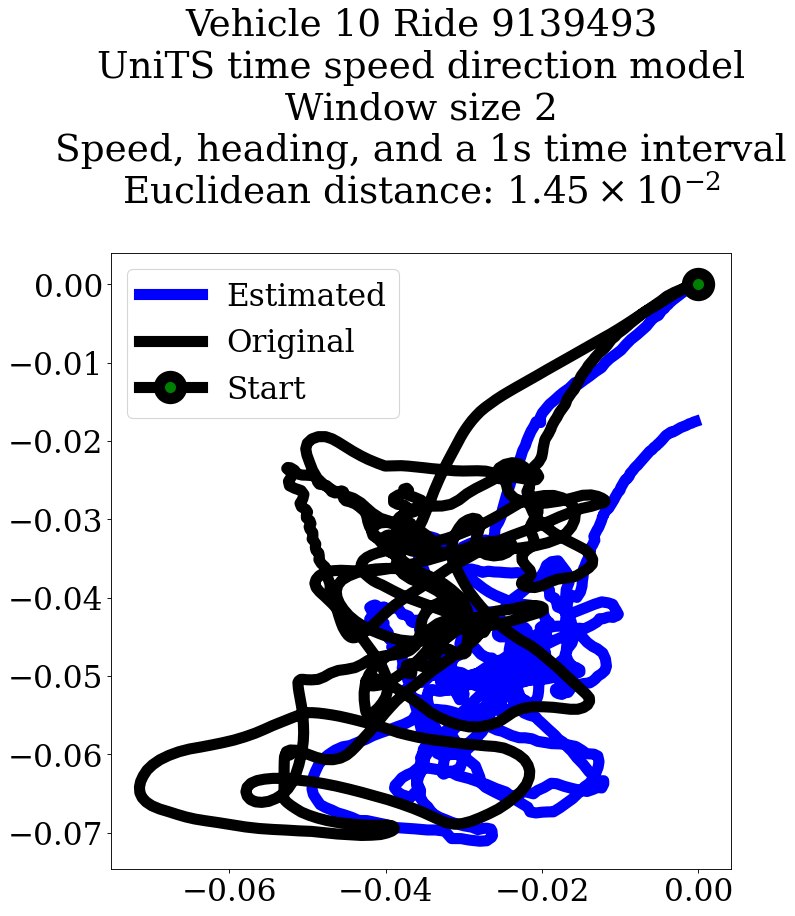 Vehicle 10 Ride 9139493
UniTS time speed direction model
Window size 2
Speed, heading, and a 1s time interval
Euclidean distance: 1.45 × 10⁻²
Estimated
Original
Start
0.00
−0.01
−0.02
−0.03
−0.04
−0.05
−0.06
−0.07
−0.06
−0.04
−0.02
0.00